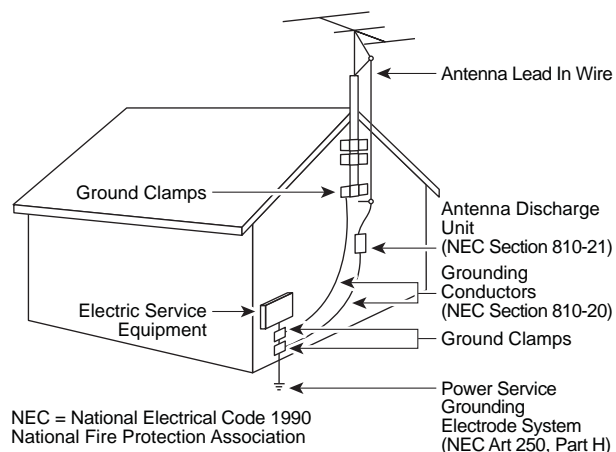 Antenna Lead In Wire
Ground Clamps
Antenna Discharge
Unit
(NEC Section 810-21)
Grounding
Conductors
(NEC Section 810-20)
Electric Service
Equipment
Ground Clamps
Power Service
Grounding
Electrode System
(NEC Art 250, Part H)
NEC = National Electrical Code 1990
National Fire Protection Association